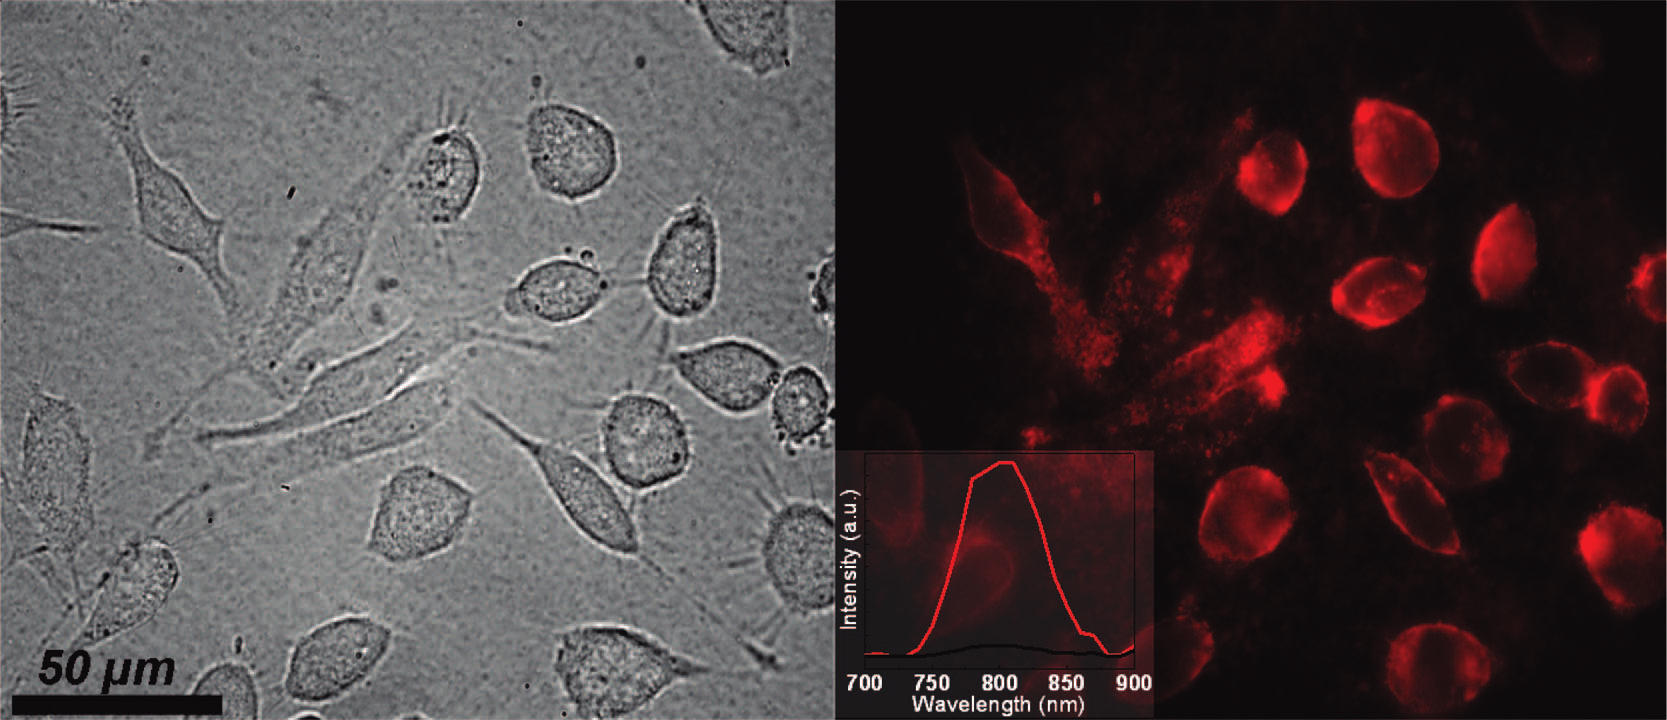 50 µm
Intensity (a.u.)
700 750 800 850 900
Wavelength (nm)